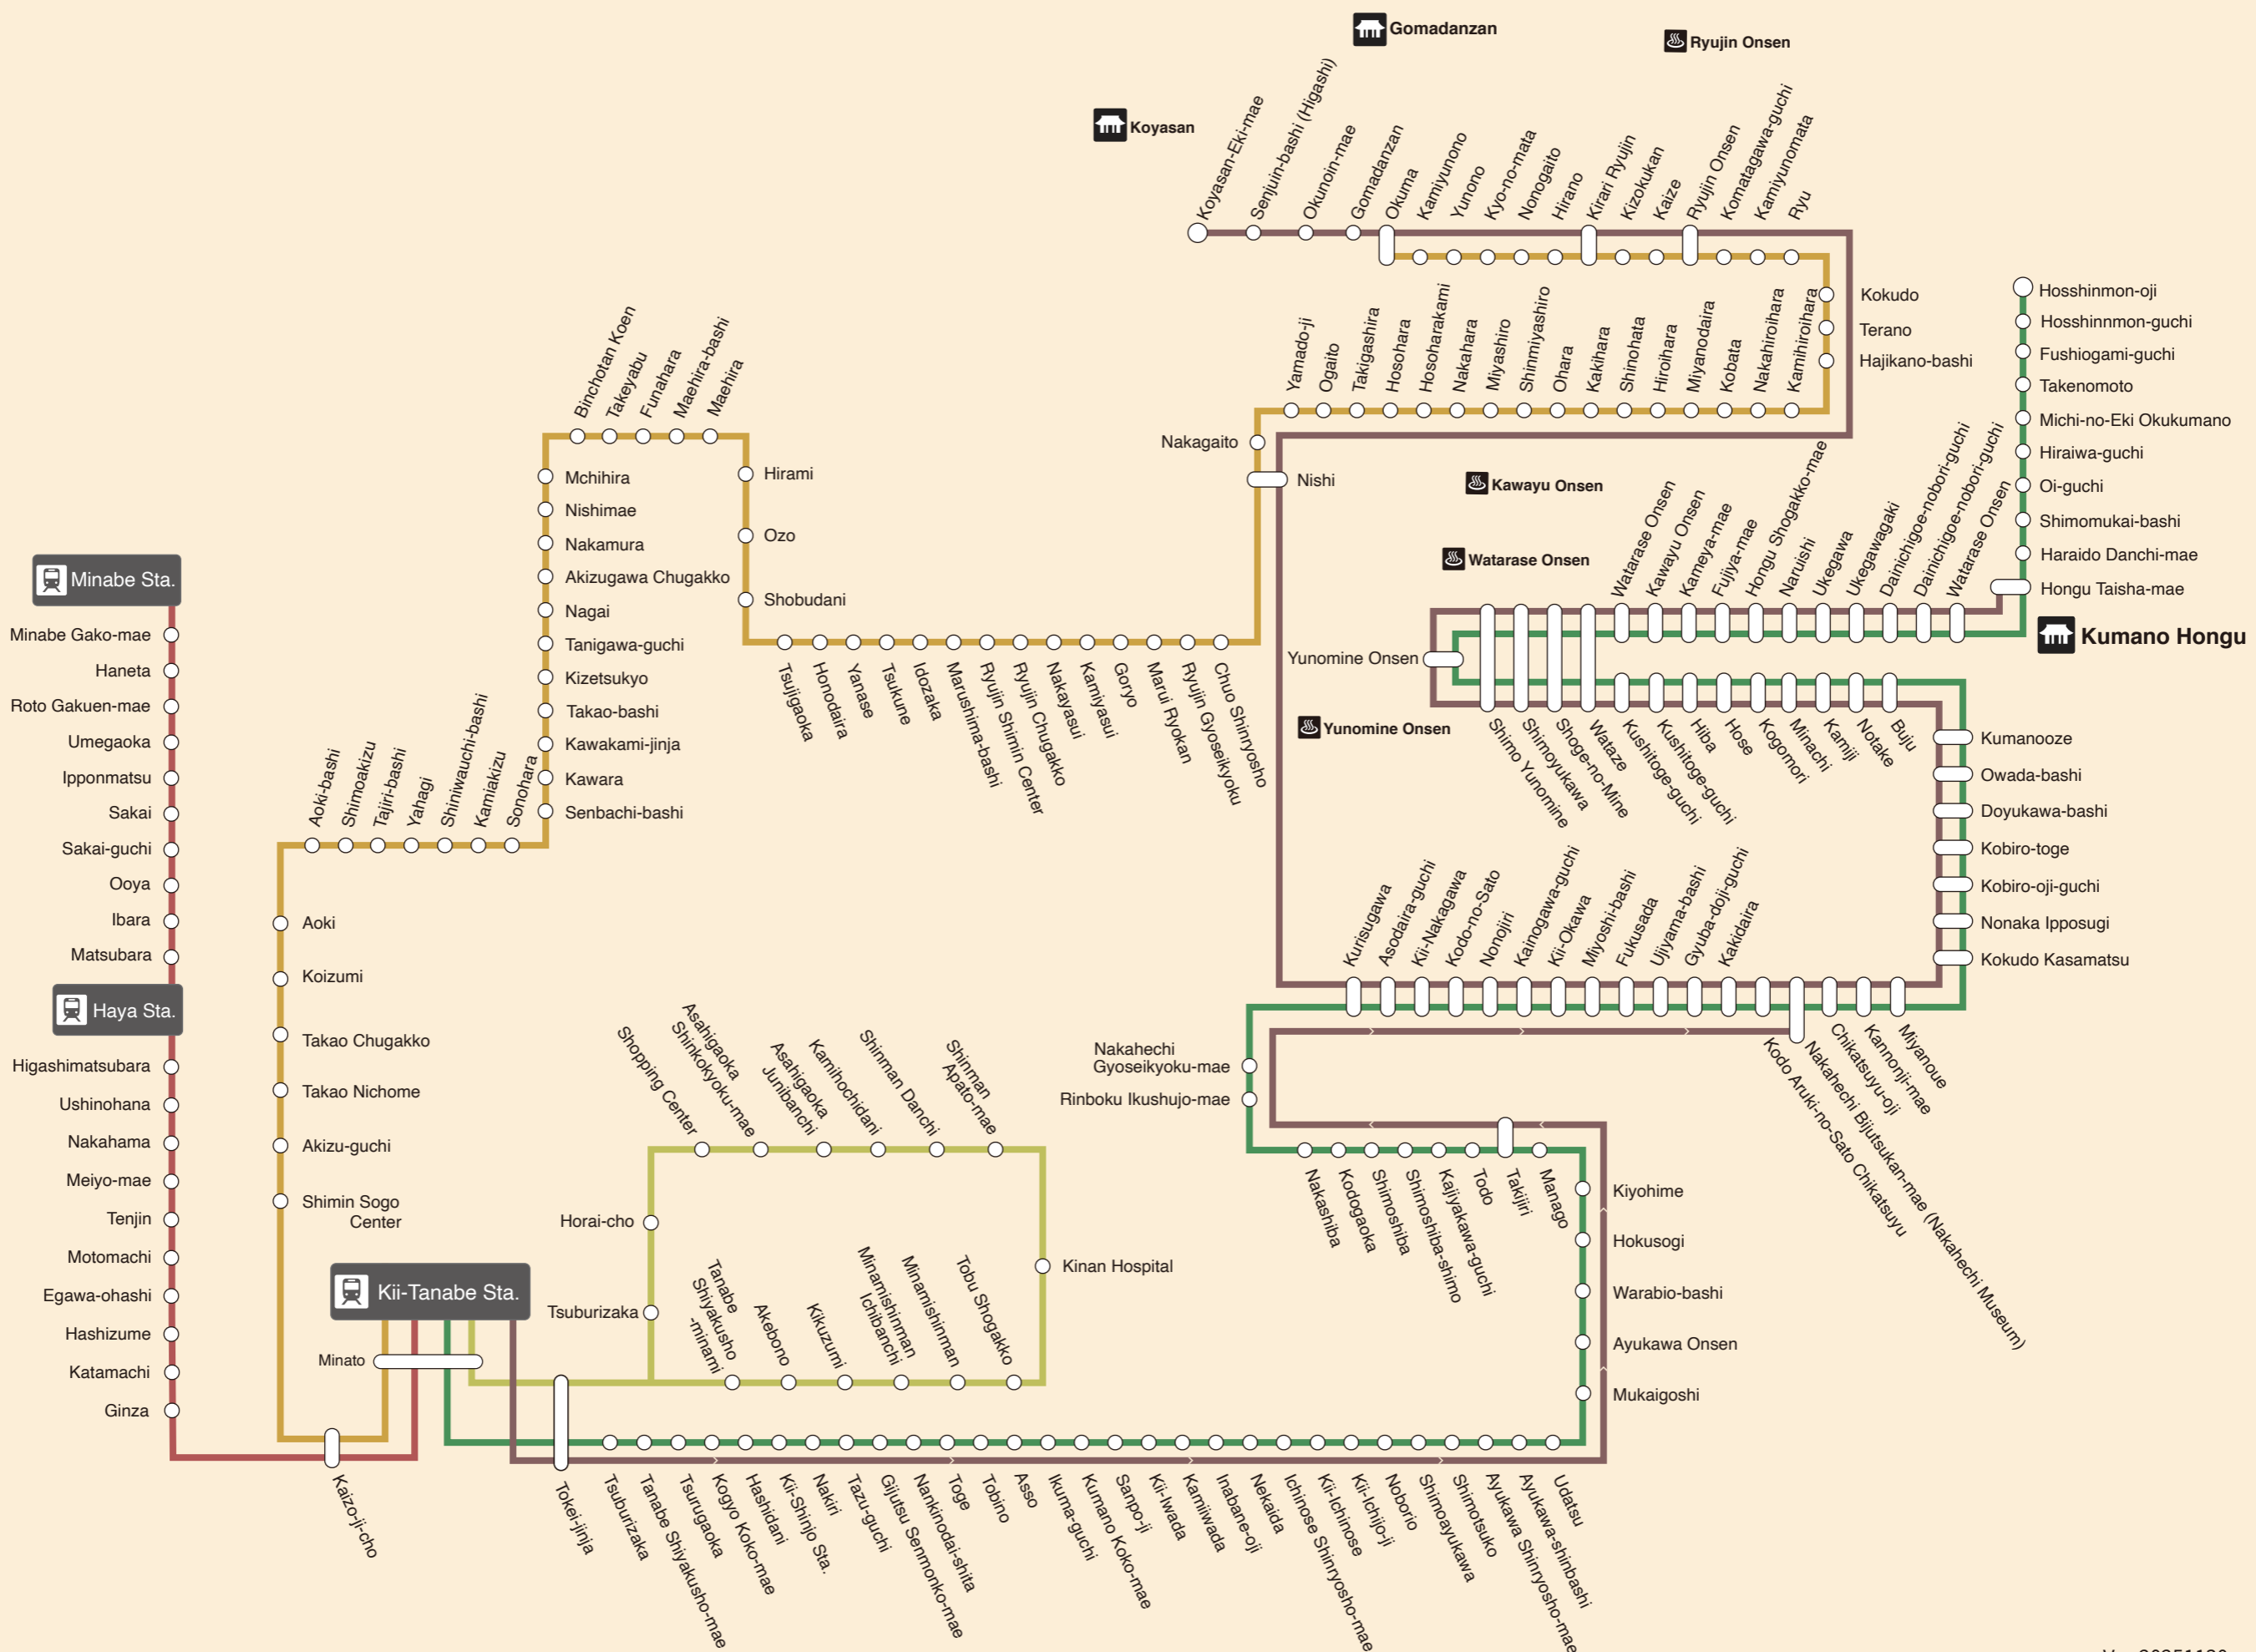 Gomadanzan
Ryujin Onsen
Koyasan
Koyasan-Eki-mae
Senjuin-bashi (Higashi)
Okunoin-mae
Gomadanzan
Okuma
Kamiyunono
Yunono
Kyo-no-mata
Nonogaito
Hirano
Kirari Ryujin
Kizokukan
Kaize
Ryujin Onsen
Komatagawa-guchi
Kamiyunomata
Ryu
Kokudo
Terano
Hajikano-bashi
Yamado-ji
Ogaito
Takigashira
Hosohara
Hosoharakami
Nakahara
Miyashiro
Shinmiyashiro
Ohara
Kakihara
Shinohata
Hiroihara
Miyanodaira
Kobata
Nakahiroihara
Kamihiroihara
Nakagaito
Nishi
Hosshinmon-oji
Hosshinnmon-guchi
Fushiogami-guchi
Takenomoto
Michi-no-Eki Okukumano
Hiraiwa-guchi
Oi-guchi
Shimomukai-bashi
Haraido Danchi-mae
Hongu Taisha-mae
Kumano Hongu
Binchotan Koen
Takeyabu
Funahara
Maehira-bashi
Maehira
Mchihira
Nishimae
Nakamura
Akizugawa Chugakko
Nagai
Tanigawa-guchi
Kizetsukyo
Takao-bashi
Kawakami-jinja
Kawara
Senbachi-bashi
Hirami
Ozo
Shobudani
Tsujigaoka
Honodaira
Yanase
Tsukune
Idozaka
Marushima-bashi
Ryujin Shimin Center
Ryujin Chugakko
Nakayasui
Kamiyasui
Goryo
Marui Ryokan
Ryujin Gyoseikyoku
Chuo Shinryosho
Kawayu Onsen
Watarase Onsen
Yunomine Onsen
Yunomine Onsen
Watarase Onsen
Kawayu Onsen
Kameya-mae
Fujiya-mae
Hongu Shogakko-mae
Naruishi
Ukegawa
Ukegawagaki
Dainichigoe-nobori-guchi
Dainichigoe-nobori-guchi
Watarase Onsen
Shimo Yunomine
Shimoyukawa
Shoge-no-Mine
Wataze
Kushitoge-guchi
Kushitoge-guchi
Hiba
Hose
Kogomori
Minachi
Kamiji
Notake
Buju
Kumanooze
Owada-bashi
Doyukawa-bashi
Kobiro-toge
Kobiro-oji-guchi
Nonaka Ipposugi
Kokudo Kasamatsu
Kurisugawa
Asodaira-guchi
Kii-Nakagawa
Kodo-no-Sato
Nonojiri
Kainogawa-guchi
Kii-Okawa
Miyoshi-bashi
Fukusada
Ujiyama-bashi
Gyuba-doji-guchi
Kakidaira
Kodo Aruki-no-Sato Chikatsuyu
Nakahechi Bijutsukan-mae (Nakahechi Museum)
Chikatsuyu-oji
Kannonji-mae
Miyanoue
Minabe Sta.
Minabe Gako-mae
Haneta
Roto Gakuen-mae
Umegaoka
Ipponmatsu
Sakai
Sakai-guchi
Ooya
Ibara
Matsubara
Haya Sta.
Higashimatsubara
Ushinohana
Nakahama
Meiyo-mae
Tenjin
Motomachi
Egawa-ohashi
Hashizume
Katamachi
Ginza
Aoki-bashi
Shimoakizu
Tajiri-bashi
Yahagi
Shiniwauchi-bashi
Kamiakizu
Sonohara
Aoki
Koizumi
Takao Chugakko
Takao Nichome
Akizu-guchi
Shimin Sogo
Center
Kii-Tanabe Sta.
Minato
Kaizo-ji-cho
Shopping Center
Asahigaoka
Shinkokyoku-mae
Asahigaoka
Junibanchi
Kamihochidani
Shinman Danchi
Shinman
Apato-mae
Horai-cho
Tsuburizaka
Kinan Hospital
Tanabe
Shiyakusho
-minami
Akebono
Kikuzumi
Minamishinman
Ichibanchi
Minamishinman
Tobu Shogakko
Nakahechi
Gyoseikyoku-mae
Rinboku Ikushujo-mae
Nakashiba
Kodogaoka
Shimoshiba
Shimoshiba-shimo
Kajiyakawa-guchi
Todo
Takijiri
Manago
Kiyohime
Hokusogi
Warabio-bashi
Ayukawa Onsen
Mukaigoshi
Tokei-jinja
Tsuburizaka
Tanabe Shiyakusho-mae
Tsurugaoka
Kogyo Koko-mae
Hashidani
Kii-Shinjo Sta.
Nakiri
Tazu-guchi
Gijutsu Senmonko-mae
Nankinodai-shita
Toge
Tobino
Asso
Ikuma-guchi
Kumano Koko-mae
Sanpo-ji
Kii-Iwada
Kamiiwada
Inabane-oji
Nekaida
Ichinose Shinryosho-mae
Kii-Ichinose
Kii-Ichijo-ji
Noborio
Shimoayukawa
Shimotsuko
Ayukawa Shinryosho-mae
Ayukawa-shinbashi
Udatsu